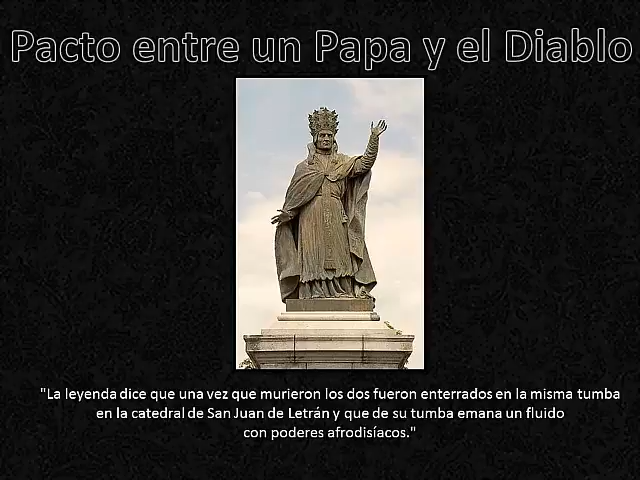 Pacto entre un Papa y el Diablo
"La leyenda dice que una vez que murieron los dos fueron enterrados en la misma tumba
en la catedral de San Juan de Letrán y que de su tumba emana un fluido
con poderes afrodisíacos."